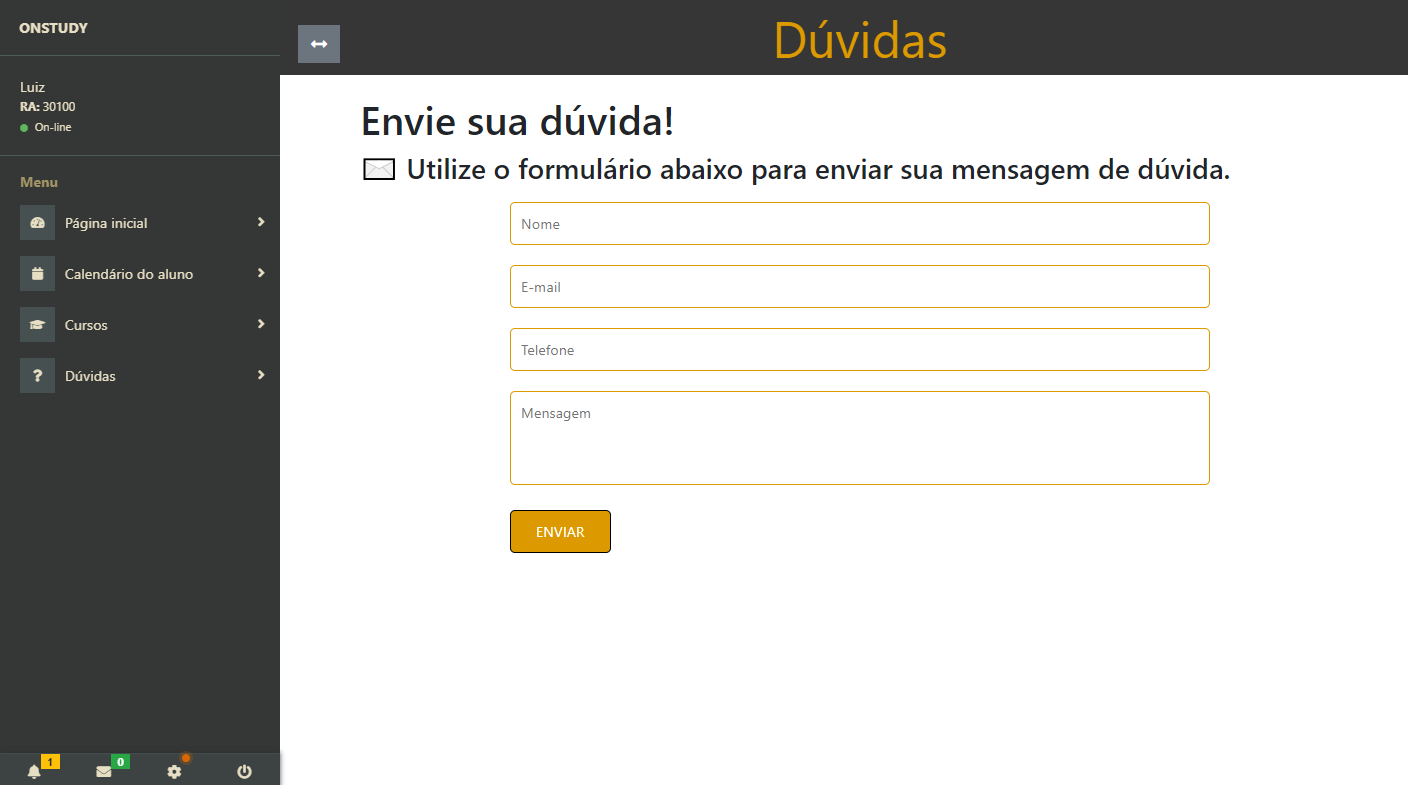 ONSTUDY
Luiz
RA: 30100
On-line
Menu
Página inicial
Calendário do aluno
Cursos
Dúvidas
1
0
Dúvidas
Envie sua dúvida!
Utilize o formulário abaixo para enviar sua mensagem de dúvida.
Nome
E-mail
Telefone
Mensagem
ENVIAR